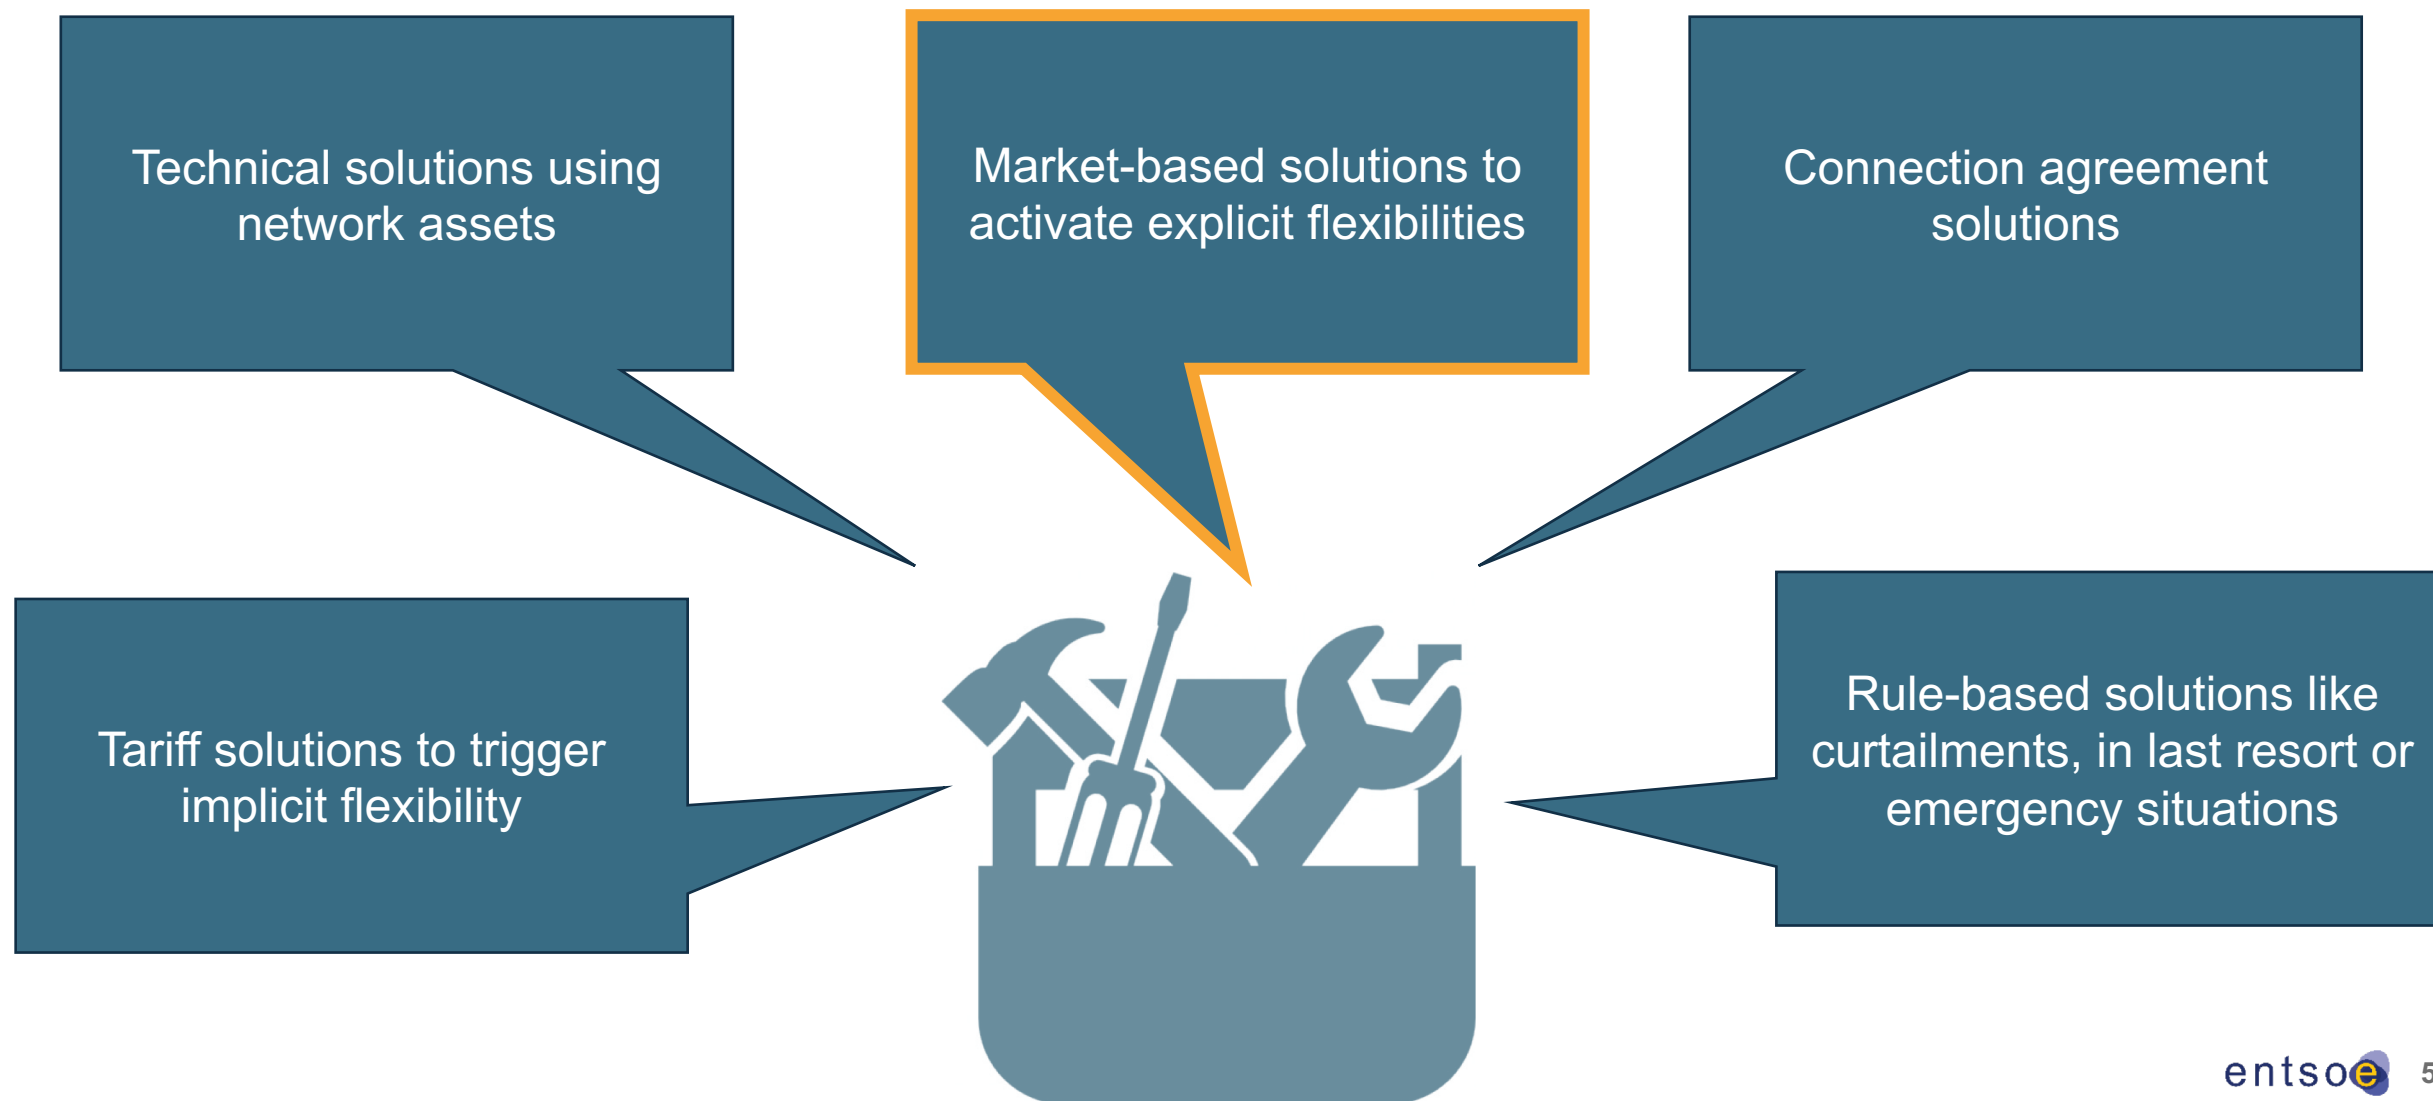 Technical solutions using
network assets
Market-based solutions to
activate explicit flexibilities
Connection agreement
solutions
Tariff solutions to trigger
implicit flexibility
Rule-based solutions like
curtailments, in last resort or
emergency situations
entsoe
5